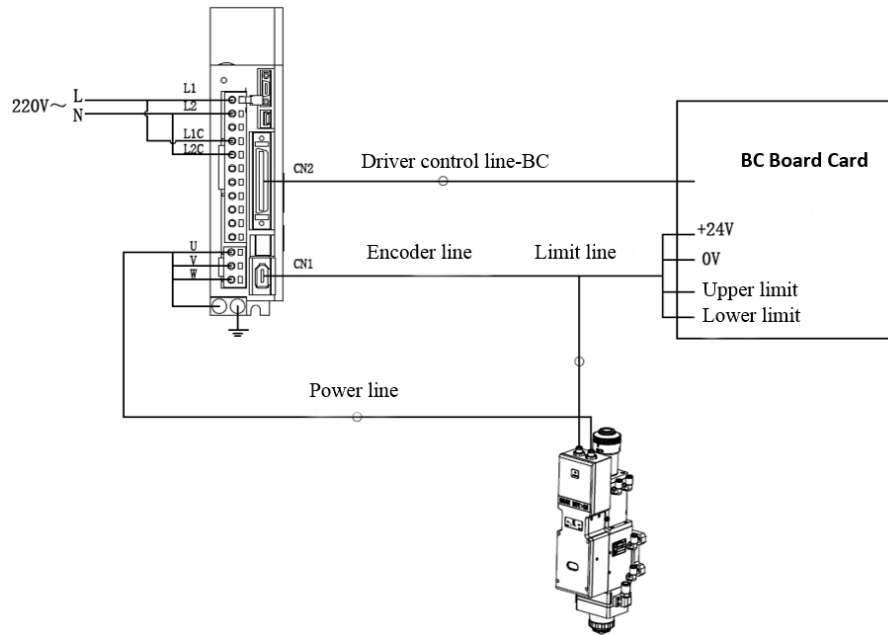 220V~ L
N
L1
L2
L1C
L2C
CN2
Driver control line-BC
BC Board Card
U
V
W
CN1
Encoder line
Limit line
+24V
0V
Upper limit
Lower limit
Power line